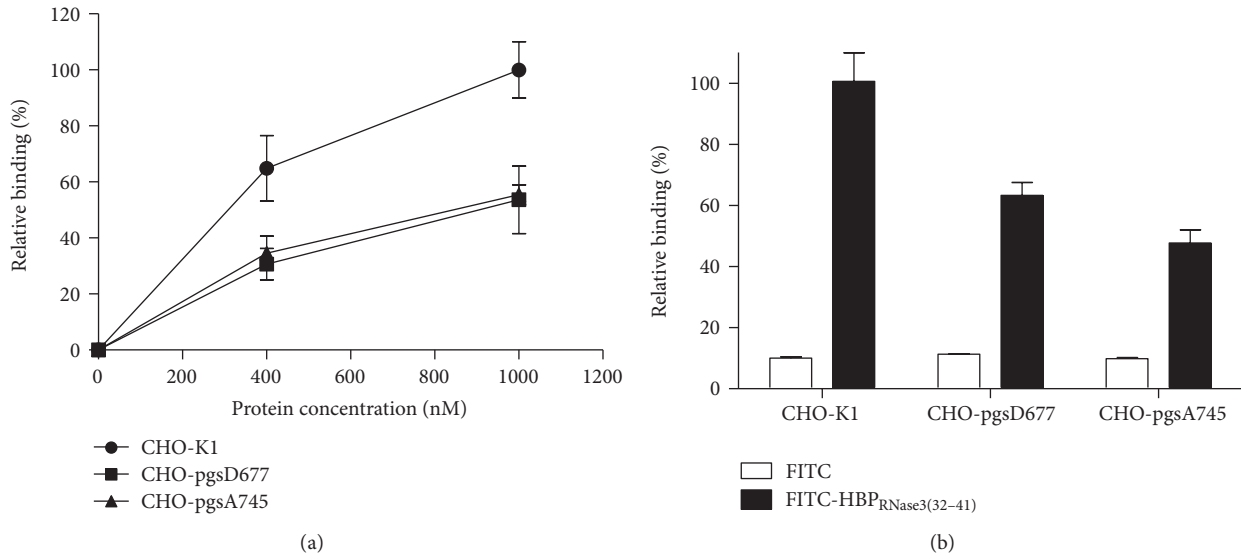 120
100
80
60
40
20
0
Relative binding (%)
0 200 400 600 800 1000 1200
Protein concentration (nM)
CHO-K1
CHO-pgsD677
CHO-pgsA745
(a)
100
80
60
40
20
0
Relative binding (%)
CHO-K1 CHO-pgsD677 CHO-pgsA745
FITC
FITC-HBPRNase3(32–41)
(b)